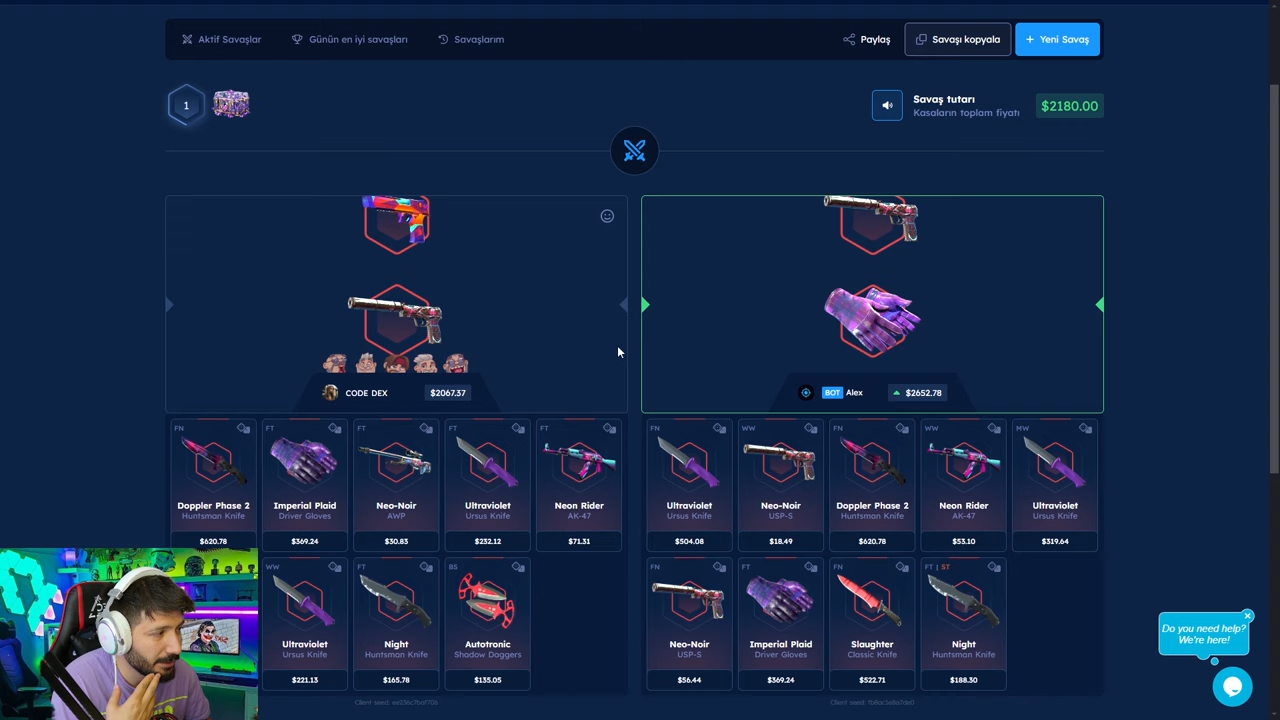 Aktif Savaşlar
Günün en iyi savaşları
Savaşlarım
Paylaş
Savaşı kopyala
+ Yeni Savaş
1
Savaş tutarı
Kasaların toplam fiyatı
$2180.00
CODE DEX
$2067.37
BOT Alex
$2652.78
FN
Doppler Phase 2
Huntsman Knife
$620.78
FT
Imperial Plaid
Driver Gloves
$369.24
FT
Neo-Noir
AWP
$30.83
FT
Ultraviolet
Ursus Knife
$232.12
FT
Neon Rider
AK-47
$71.31
WW
Ultraviolet
Ursus Knife
$221.13
FT
Night
Huntsman Knife
$165.78
BS
Autotronic
Shadow Daggers
$135.05
FN
Ultraviolet
Ursus Knife
$504.08
WW
Neo-Noir
USP-S
$18.49
FN
Doppler Phase 2
Huntsman Knife
$620.78
WW
Neon Rider
AK-47
$53.10
MW
Ultraviolet
Ursus Knife
$319.64
FN
Neo-Noir
USP-S
$56.44
FT
Imperial Plaid
Driver Gloves
$369.24
FN
Slaughter
Classic Knife
$522.71
FT | ST
Night
Huntsman Knife
$188.30
Do you need help?
We're here!